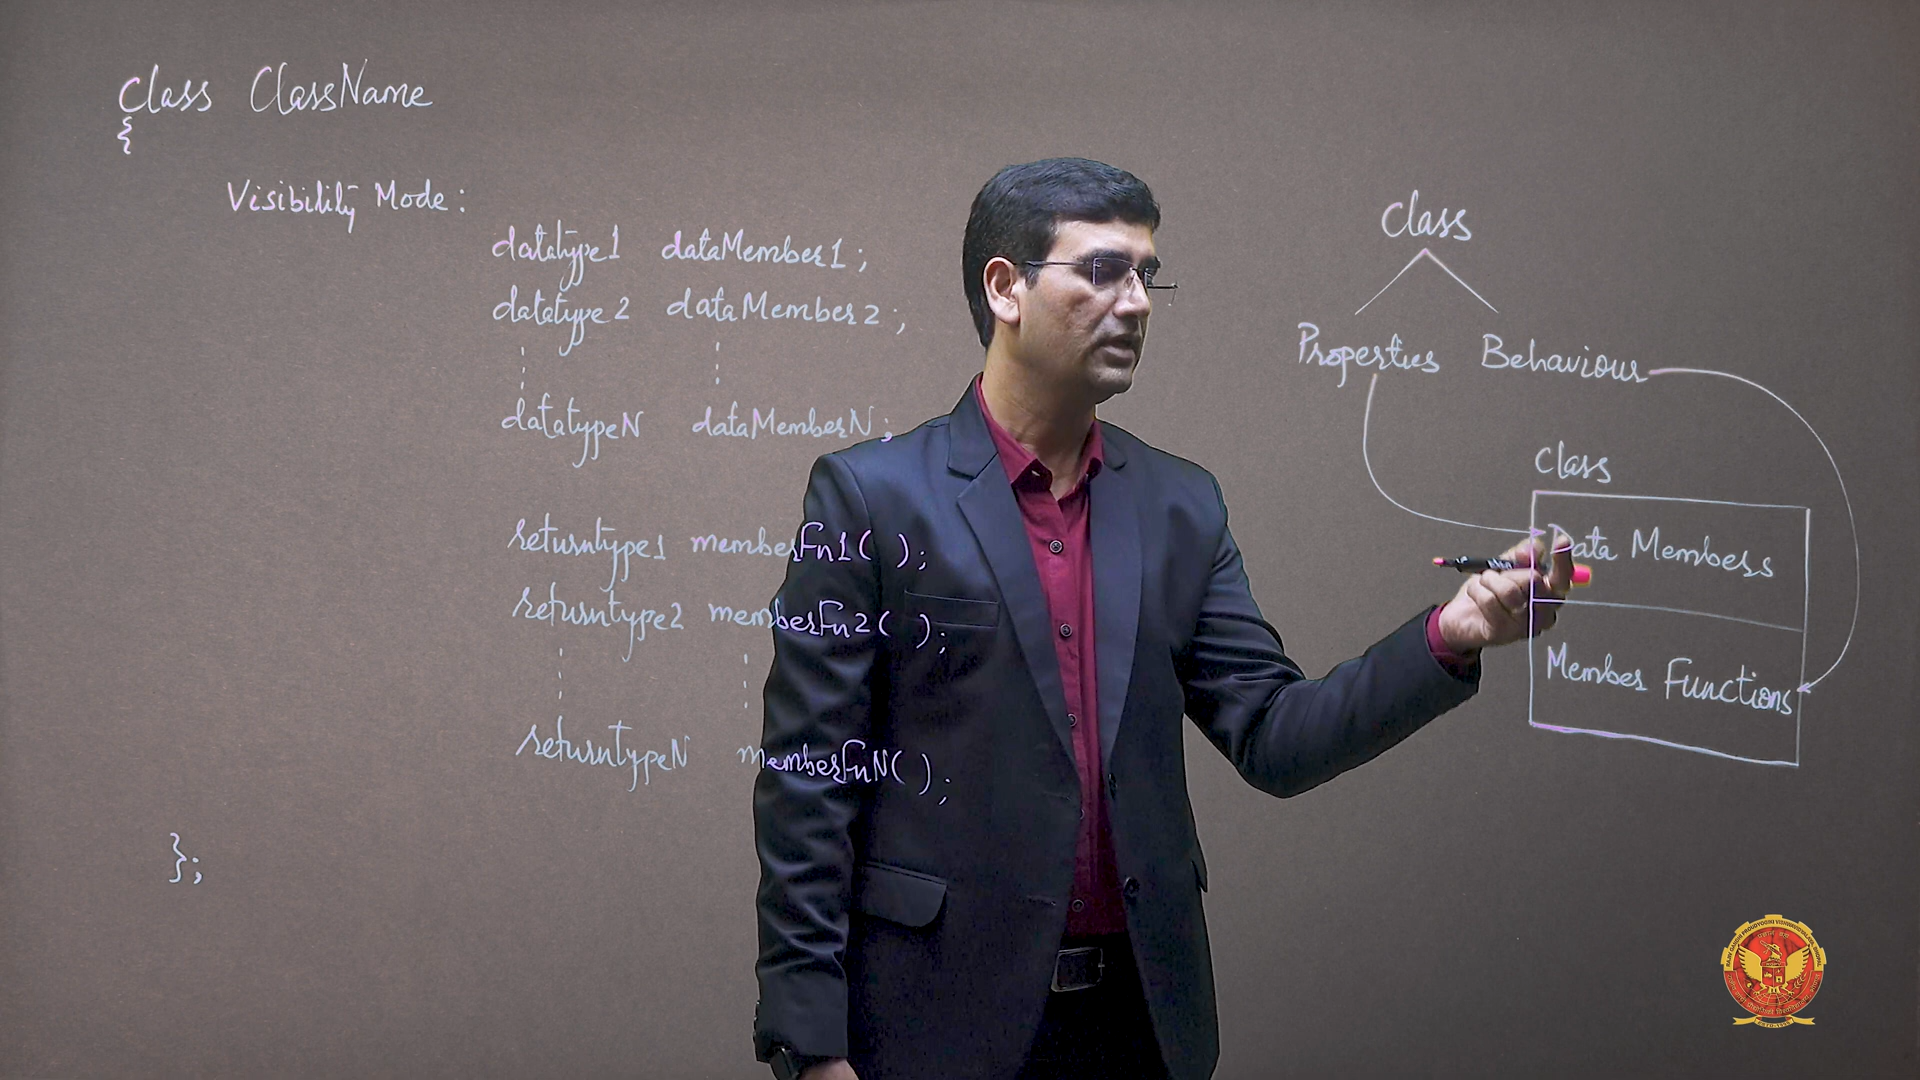 Class ClassName
{
Visibility Mode :
datatype1 dataMember1 ;
datatype2 dataMember2 ;
datatypeN dataMemberN ;
returntype1 memberFn1( ) ;
returntype2 memberFn2( ) ;
returntypeN memberFnN( ) ;
} ;
Class
Properties Behaviour
Class
Data Members
Member Functions